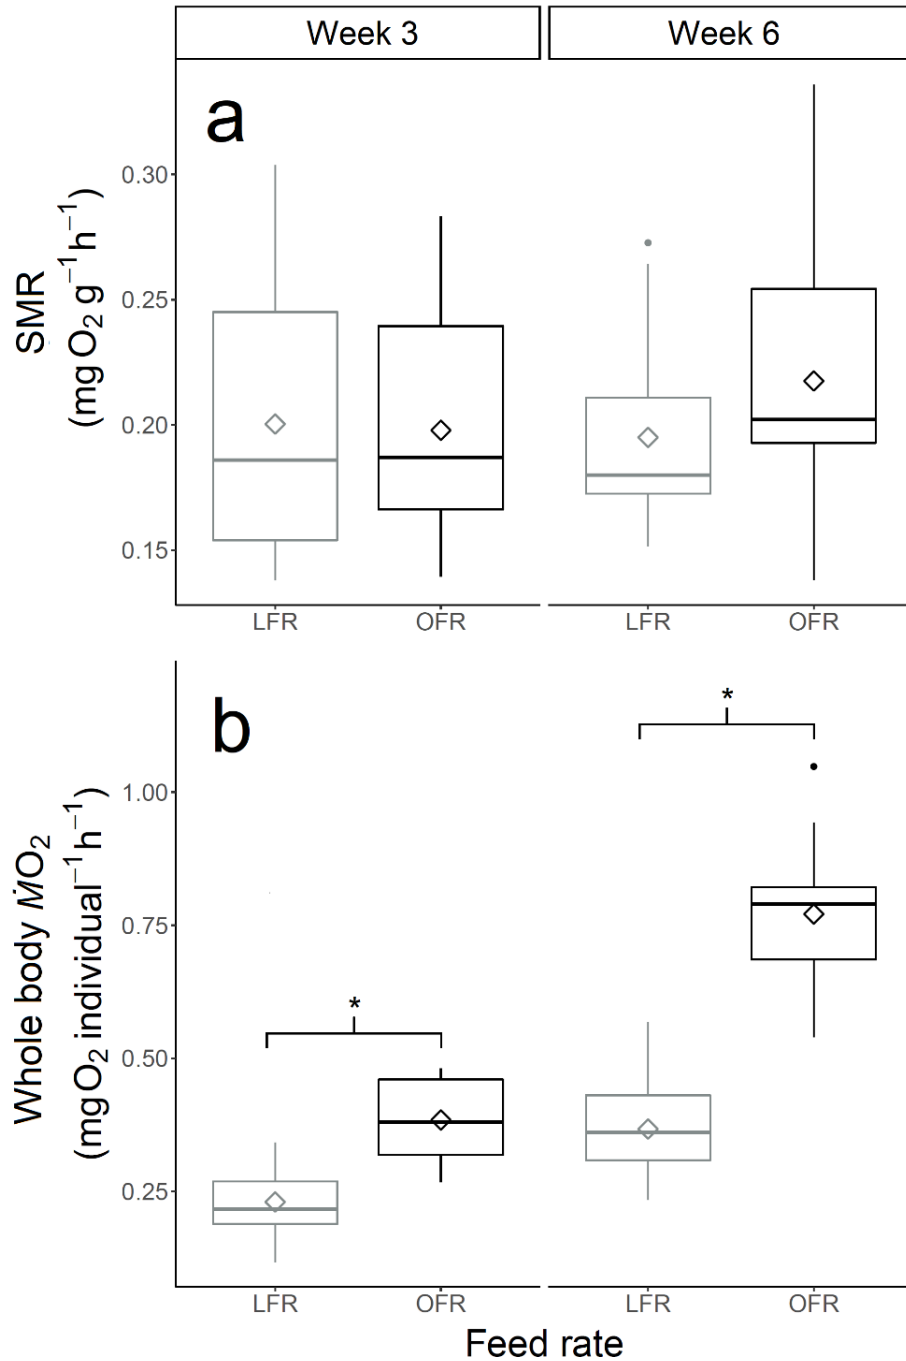 Week 3
Week 6
a
SMR
(mg O₂ g⁻¹h⁻¹)
0.30
0.25
0.20
0.15
LFR
OFR
LFR
OFR
b
*
*
Whole body ṀO₂
(mg O₂ individual⁻¹h⁻¹)
1.00
0.75
0.50
0.25
LFR
OFR
LFR
OFR
Feed rate